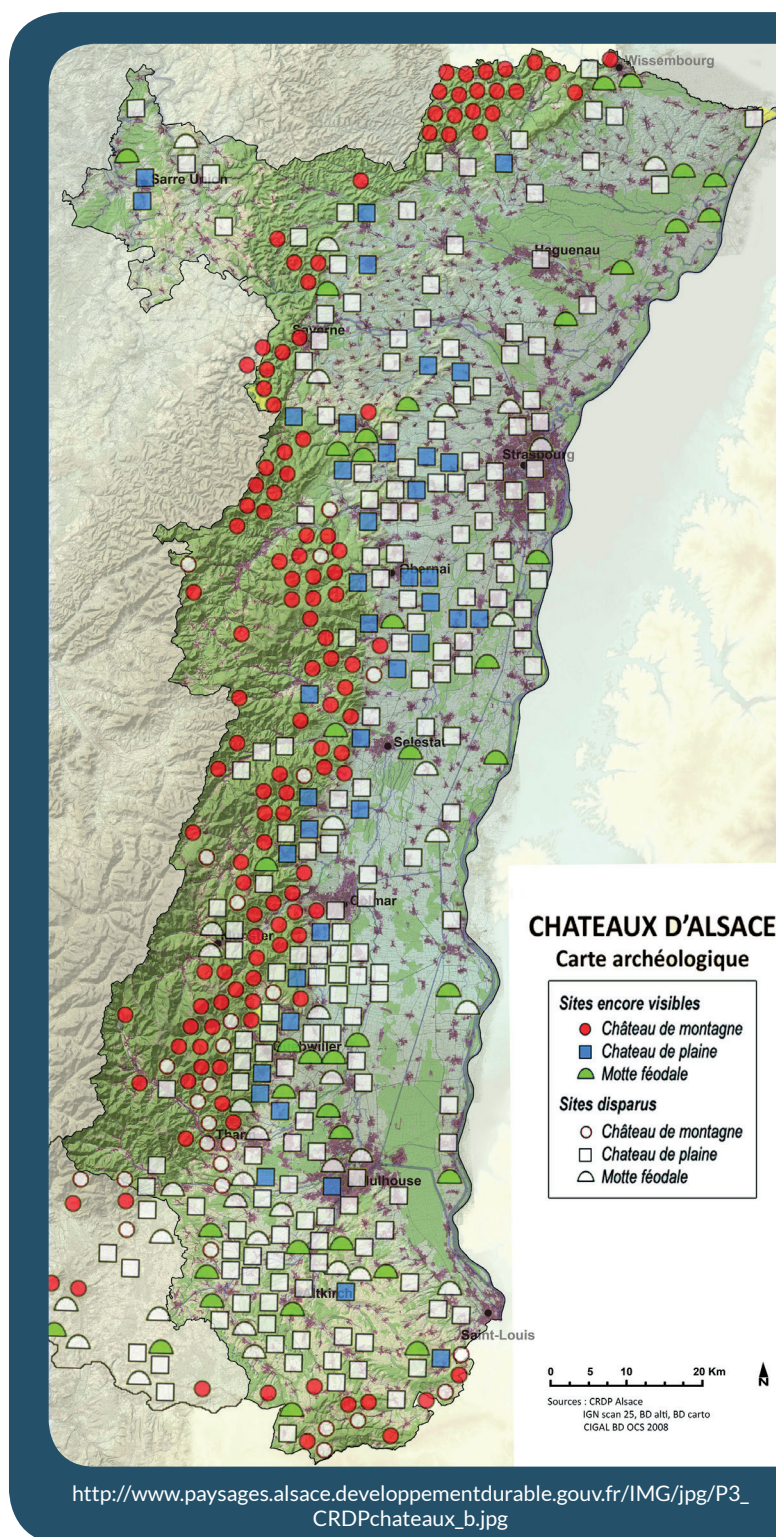 Wissembourg
Sarre Union
Haguenau
Saverne
Strasbourg
Obernai
Selestat
Colmar
CHATEAUX D'ALSACE
Carte archéologique
Sites encore visibles
Château de montagne
Chateau de plaine
Motte féodale
Sites disparus
Château de montagne
Chateau de plaine
Motte féodale
Saint-Louis
0 5 10 20 Km
N
Sources : CRDP Alsace
IGN scan 25, BD alti, BD carto
CIGAL BD OCS 2008
http://www.paysages.alsace.developpementdurable.gouv.fr/IMG/jpg/P3_
CRDPchateaux_b.jpg